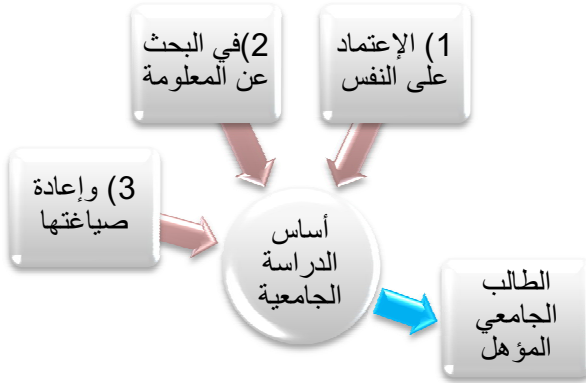 1) الإعتماد
على النفس
2)في البحث
عن المعلومة
3) وإعادة
صياغتها
أساس
الدراسة
الجامعية
الطالب
الجامعي
المؤهل